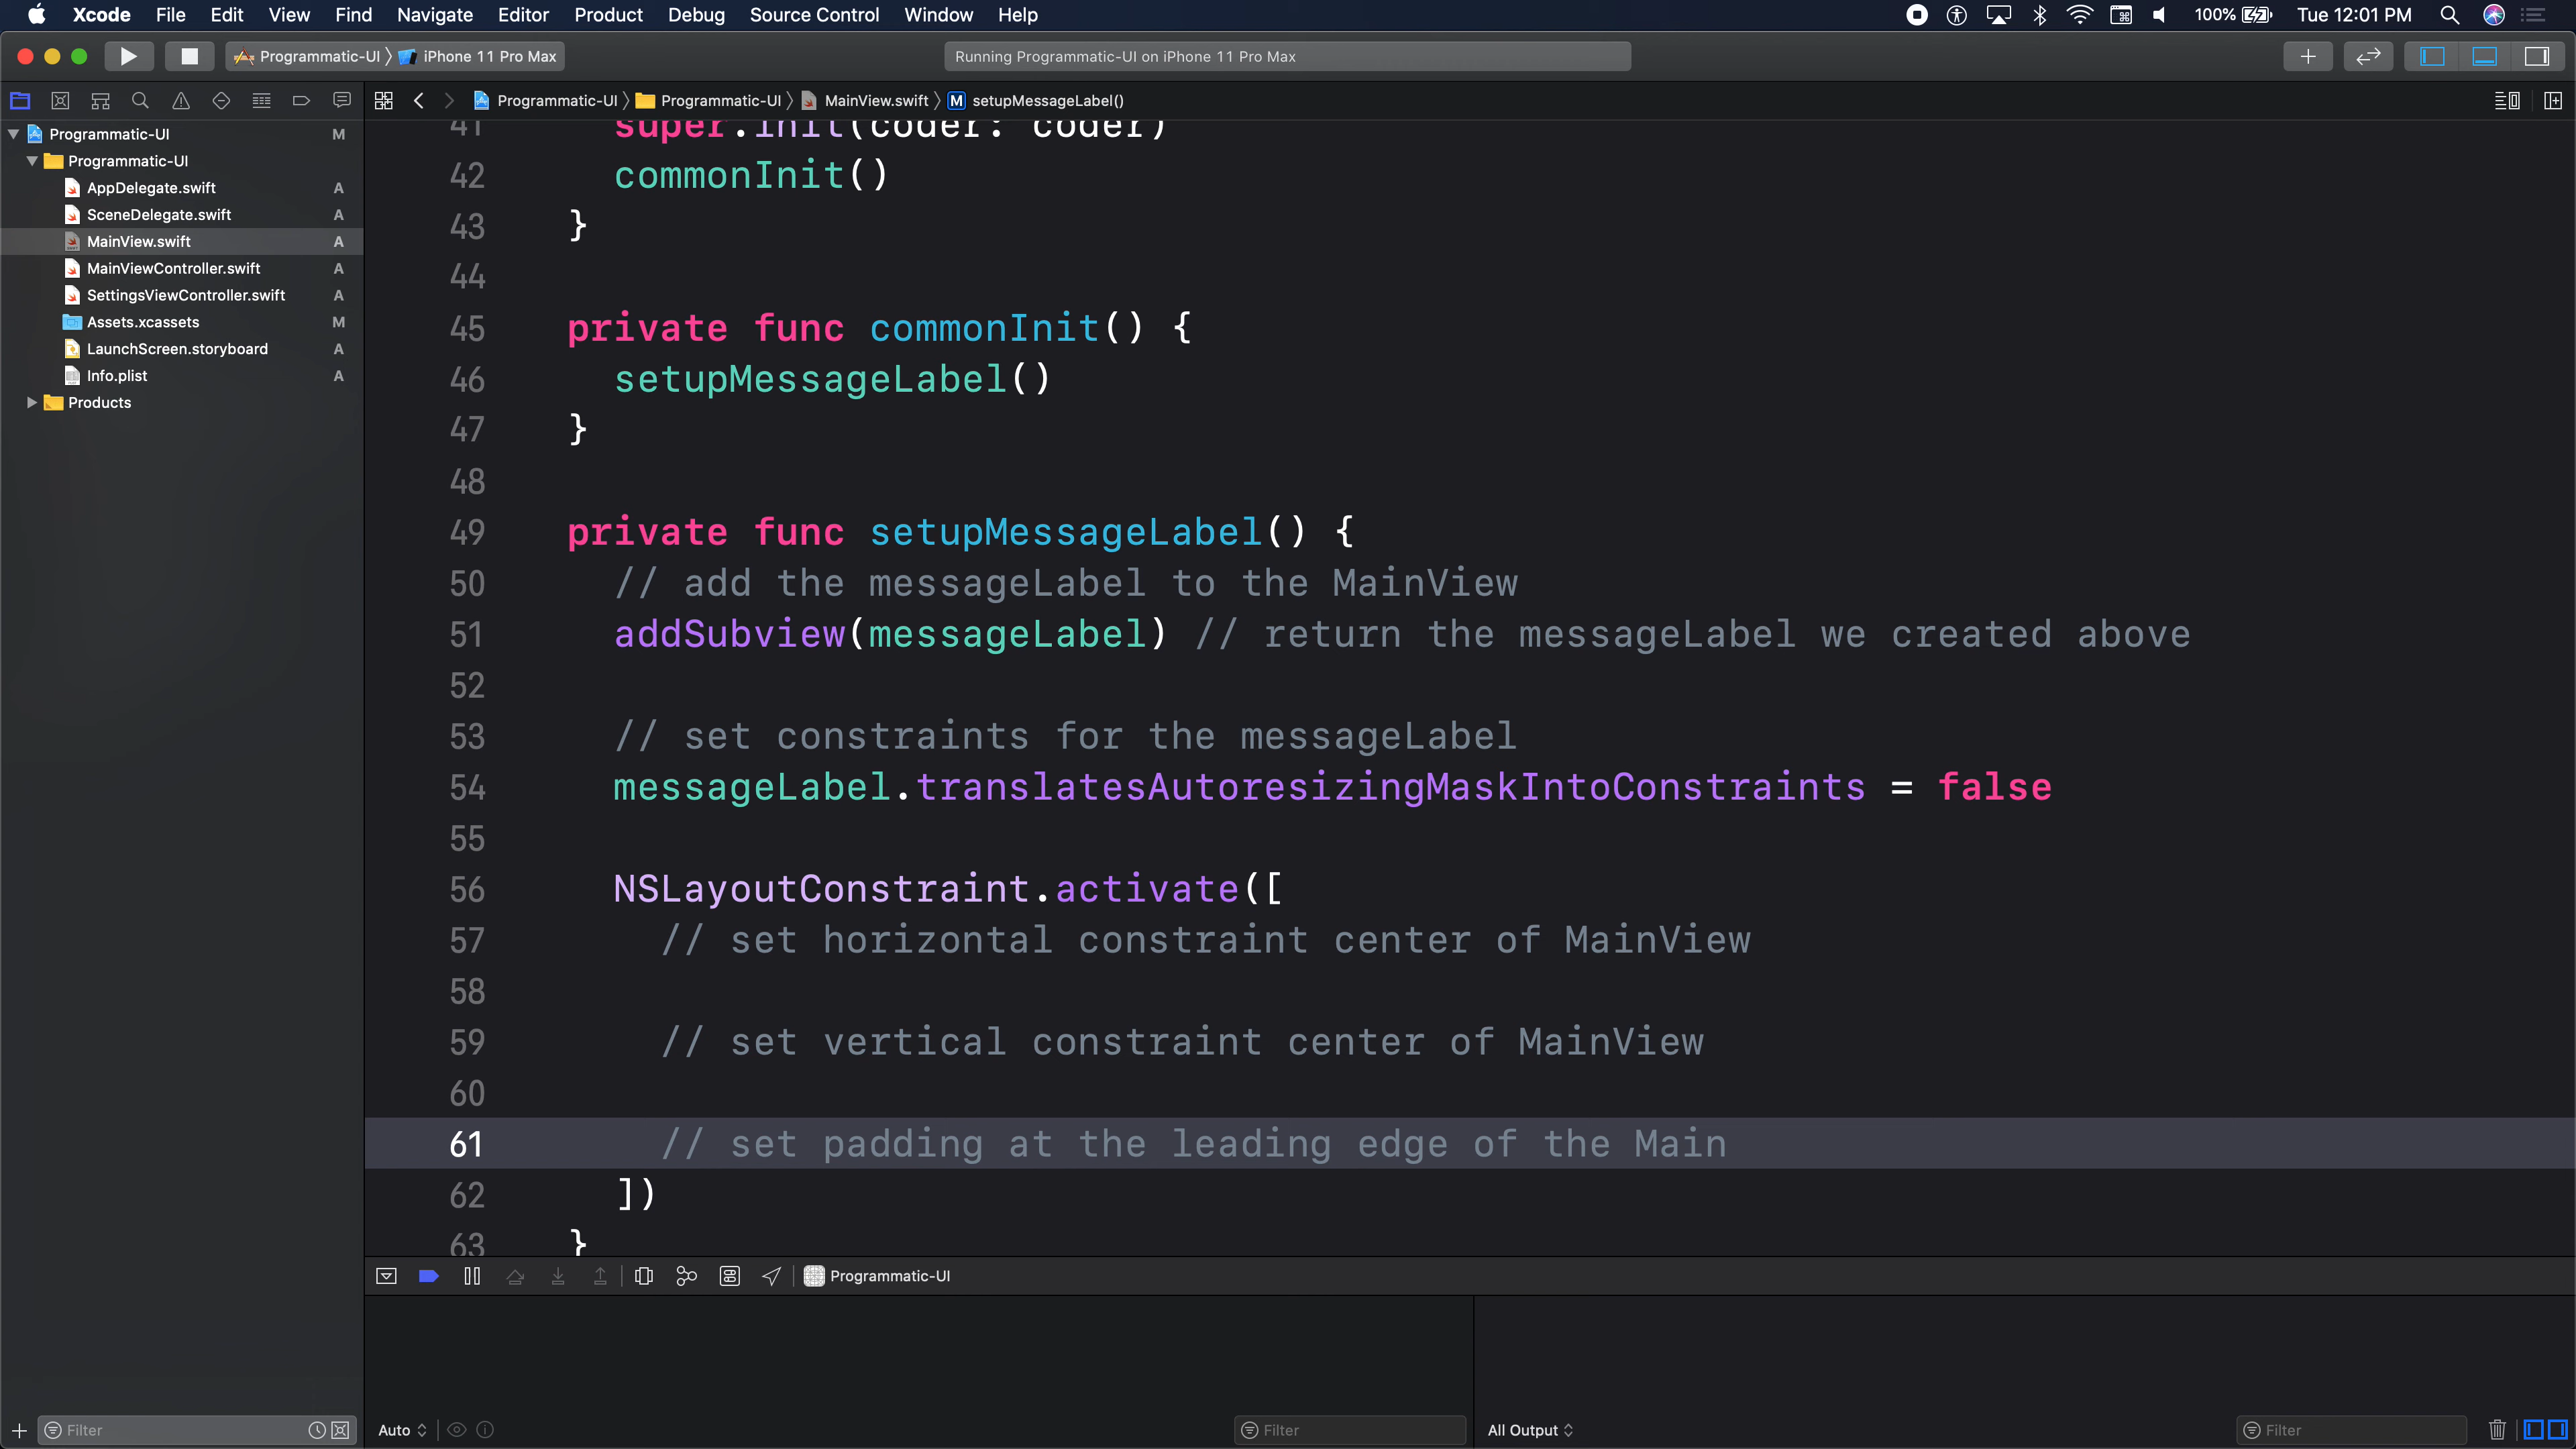 Xcode File Edit View Find Navigate Editor Product Debug Source Control Window Help 100% Tue 12:01 PM
Programmatic-UI iPhone 11 Pro Max Running Programmatic-UI on iPhone 11 Pro Max
Programmatic-UI Programmatic-UI MainView.swift M setupMessageLabel()
Programmatic-UI M
Programmatic-UI
AppDelegate.swift A
SceneDelegate.swift A
MainView.swift A
MainViewController.swift A
SettingsViewController.swift A
Assets.xcassets M
LaunchScreen.storyboard A
Info.plist A
Products
41 super.init(coder: coder)
42 commonInit()
43 }
44
45 private func commonInit() {
46 setupMessageLabel()
47 }
48
49 private func setupMessageLabel() {
50 // add the messageLabel to the MainView
51 addSubview(messageLabel) // return the messageLabel we created above
52
53 // set constraints for the messageLabel
54 messageLabel.translatesAutoresizingMaskIntoConstraints = false
55
56 NSLayoutConstraint.activate([
57 // set horizontal constraint center of MainView
58
59 // set vertical constraint center of MainView
60
61 // set padding at the leading edge of the Main
62 ])
63 }
Programmatic-UI
Filter Auto Filter All Output Filter